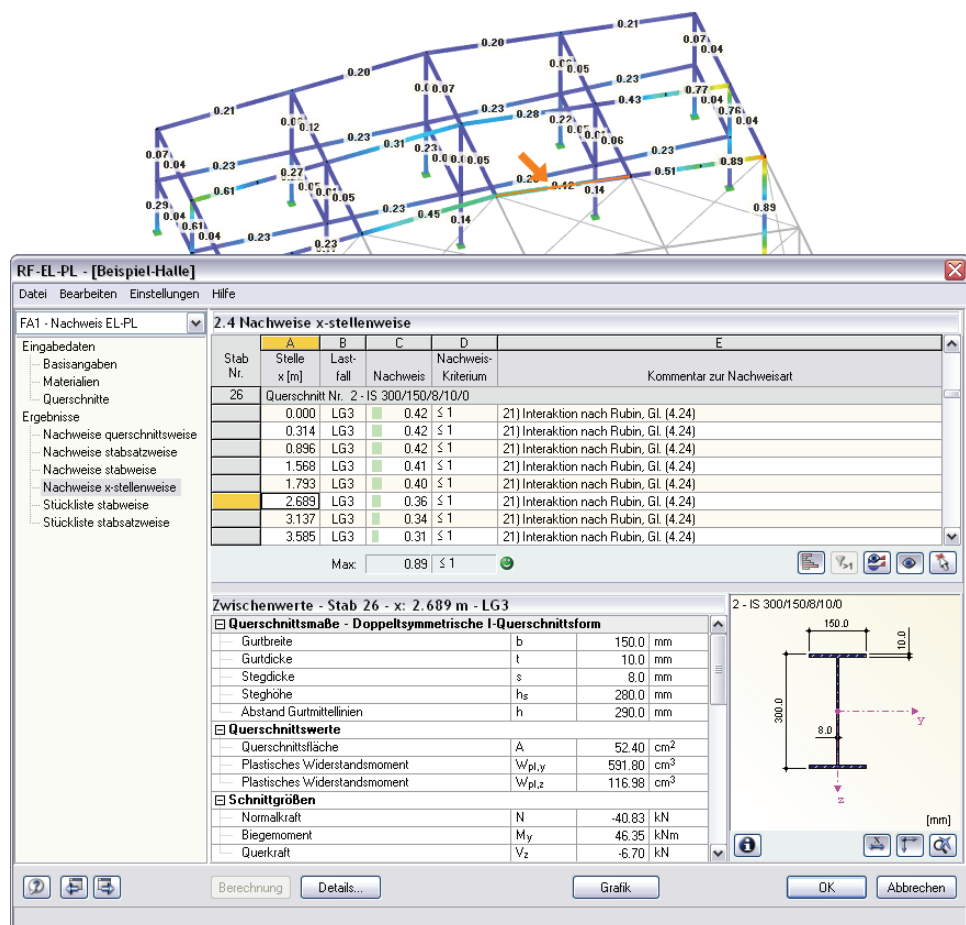 0.21
0.20
0.07
0.04
0.20
0.05
0.21
0.07
0.23
0.77
0.04
0.43
0.76
0.04
0.12
0.23
0.28
0.22
0.06
0.07
0.04
0.23
0.31
0.23
0.05
0.23
0.89
0.23
0.27
0.51
0.61
0.05
0.42
0.14
0.29
0.04
0.23
0.45
0.14
0.89
0.61
0.04
0.23
0.23
RF-EL-PL - [Beispiel-Halle]
Datei Bearbeiten Einstellungen Hilfe
FA1 - Nachweis EL-PL
2.4 Nachweise x-stellenweise
Eingabedaten
Basisangaben
Materialien
Querschnitte
Ergebnisse
Nachweise querschnittsweise
Nachweise stabsatzweise
Nachweise stabweise
Nachweise x-stellenweise
Stückliste stabweise
Stückliste stabsatzweise
A B C D E
Stab Stelle Last- Nachweis-
Nr. x [m] fall Nachweis Kriterium Kommentar zur Nachweisart
26 Querschnitt Nr. 2 - IS 300/150/8/10/0
0.000 LG3 0.42 ≤ 1 21) Interaktion nach Rubin, Gl. (4.24)
0.314 LG3 0.42 ≤ 1 21) Interaktion nach Rubin, Gl. (4.24)
0.896 LG3 0.42 ≤ 1 21) Interaktion nach Rubin, Gl. (4.24)
1.568 LG3 0.41 ≤ 1 21) Interaktion nach Rubin, Gl. (4.24)
1.793 LG3 0.40 ≤ 1 21) Interaktion nach Rubin, Gl. (4.24)
2.689 LG3 0.36 ≤ 1 21) Interaktion nach Rubin, Gl. (4.24)
3.137 LG3 0.34 ≤ 1 21) Interaktion nach Rubin, Gl. (4.24)
3.585 LG3 0.31 ≤ 1 21) Interaktion nach Rubin, Gl. (4.24)
Max: 0.89 ≤ 1
>1
Zwischenwerte - Stab 26 - x: 2.689 m - LG3
Querschnittsmaße - Doppeltsymmetrische I-Querschnittsform
Gurtbreite b 150.0 mm
Gurtdicke t 10.0 mm
Stegdicke s 8.0 mm
Steghöhe hs 280.0 mm
Abstand Gurtmittellinien h 290.0 mm
Querschnittswerte
Querschnittsfläche A 52.40 cm2
Plastisches Widerstandsmoment Wpl,y 591.80 cm3
Plastisches Widerstandsmoment Wpl,z 116.98 cm3
Schnittgrößen
Normalkraft N -40.83 kN
Biegemoment My 46.35 kNm
Querkraft Vz -6.70 kN
2 - IS 300/150/8/10/0
150.0
10.0
300.0
8.0
y
z
[mm]
Berechnung Details... Grafik OK Abbrechen